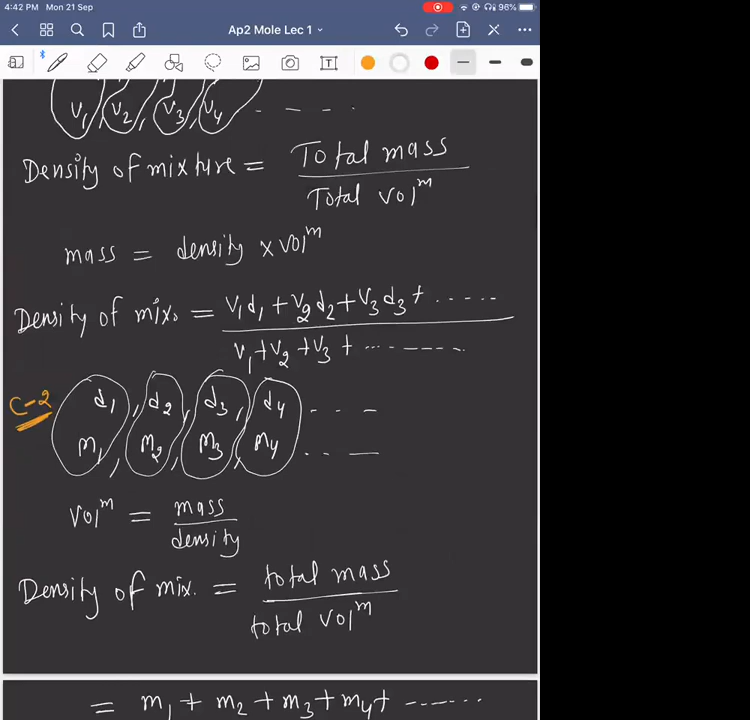 4:42 PM Mon 21 Sep 96%
Ap2 Mole Lec 1
T
V1, V2, V3, V4 - - - .
Density of mixture = Total mass
Total volm
mass = density x volm
Density of mix. = V1d1 + V2d2 + V3d3 + ......
V1 + V2 + V3 + ... - - - -.
C-2 d1, d2, d3, d4 - - -
m1, m2, m3, m4 . . - —
Volm = mass
density
Density of mix. = total mass
total volm
= m1 + m2 + m3 + m4 + ------